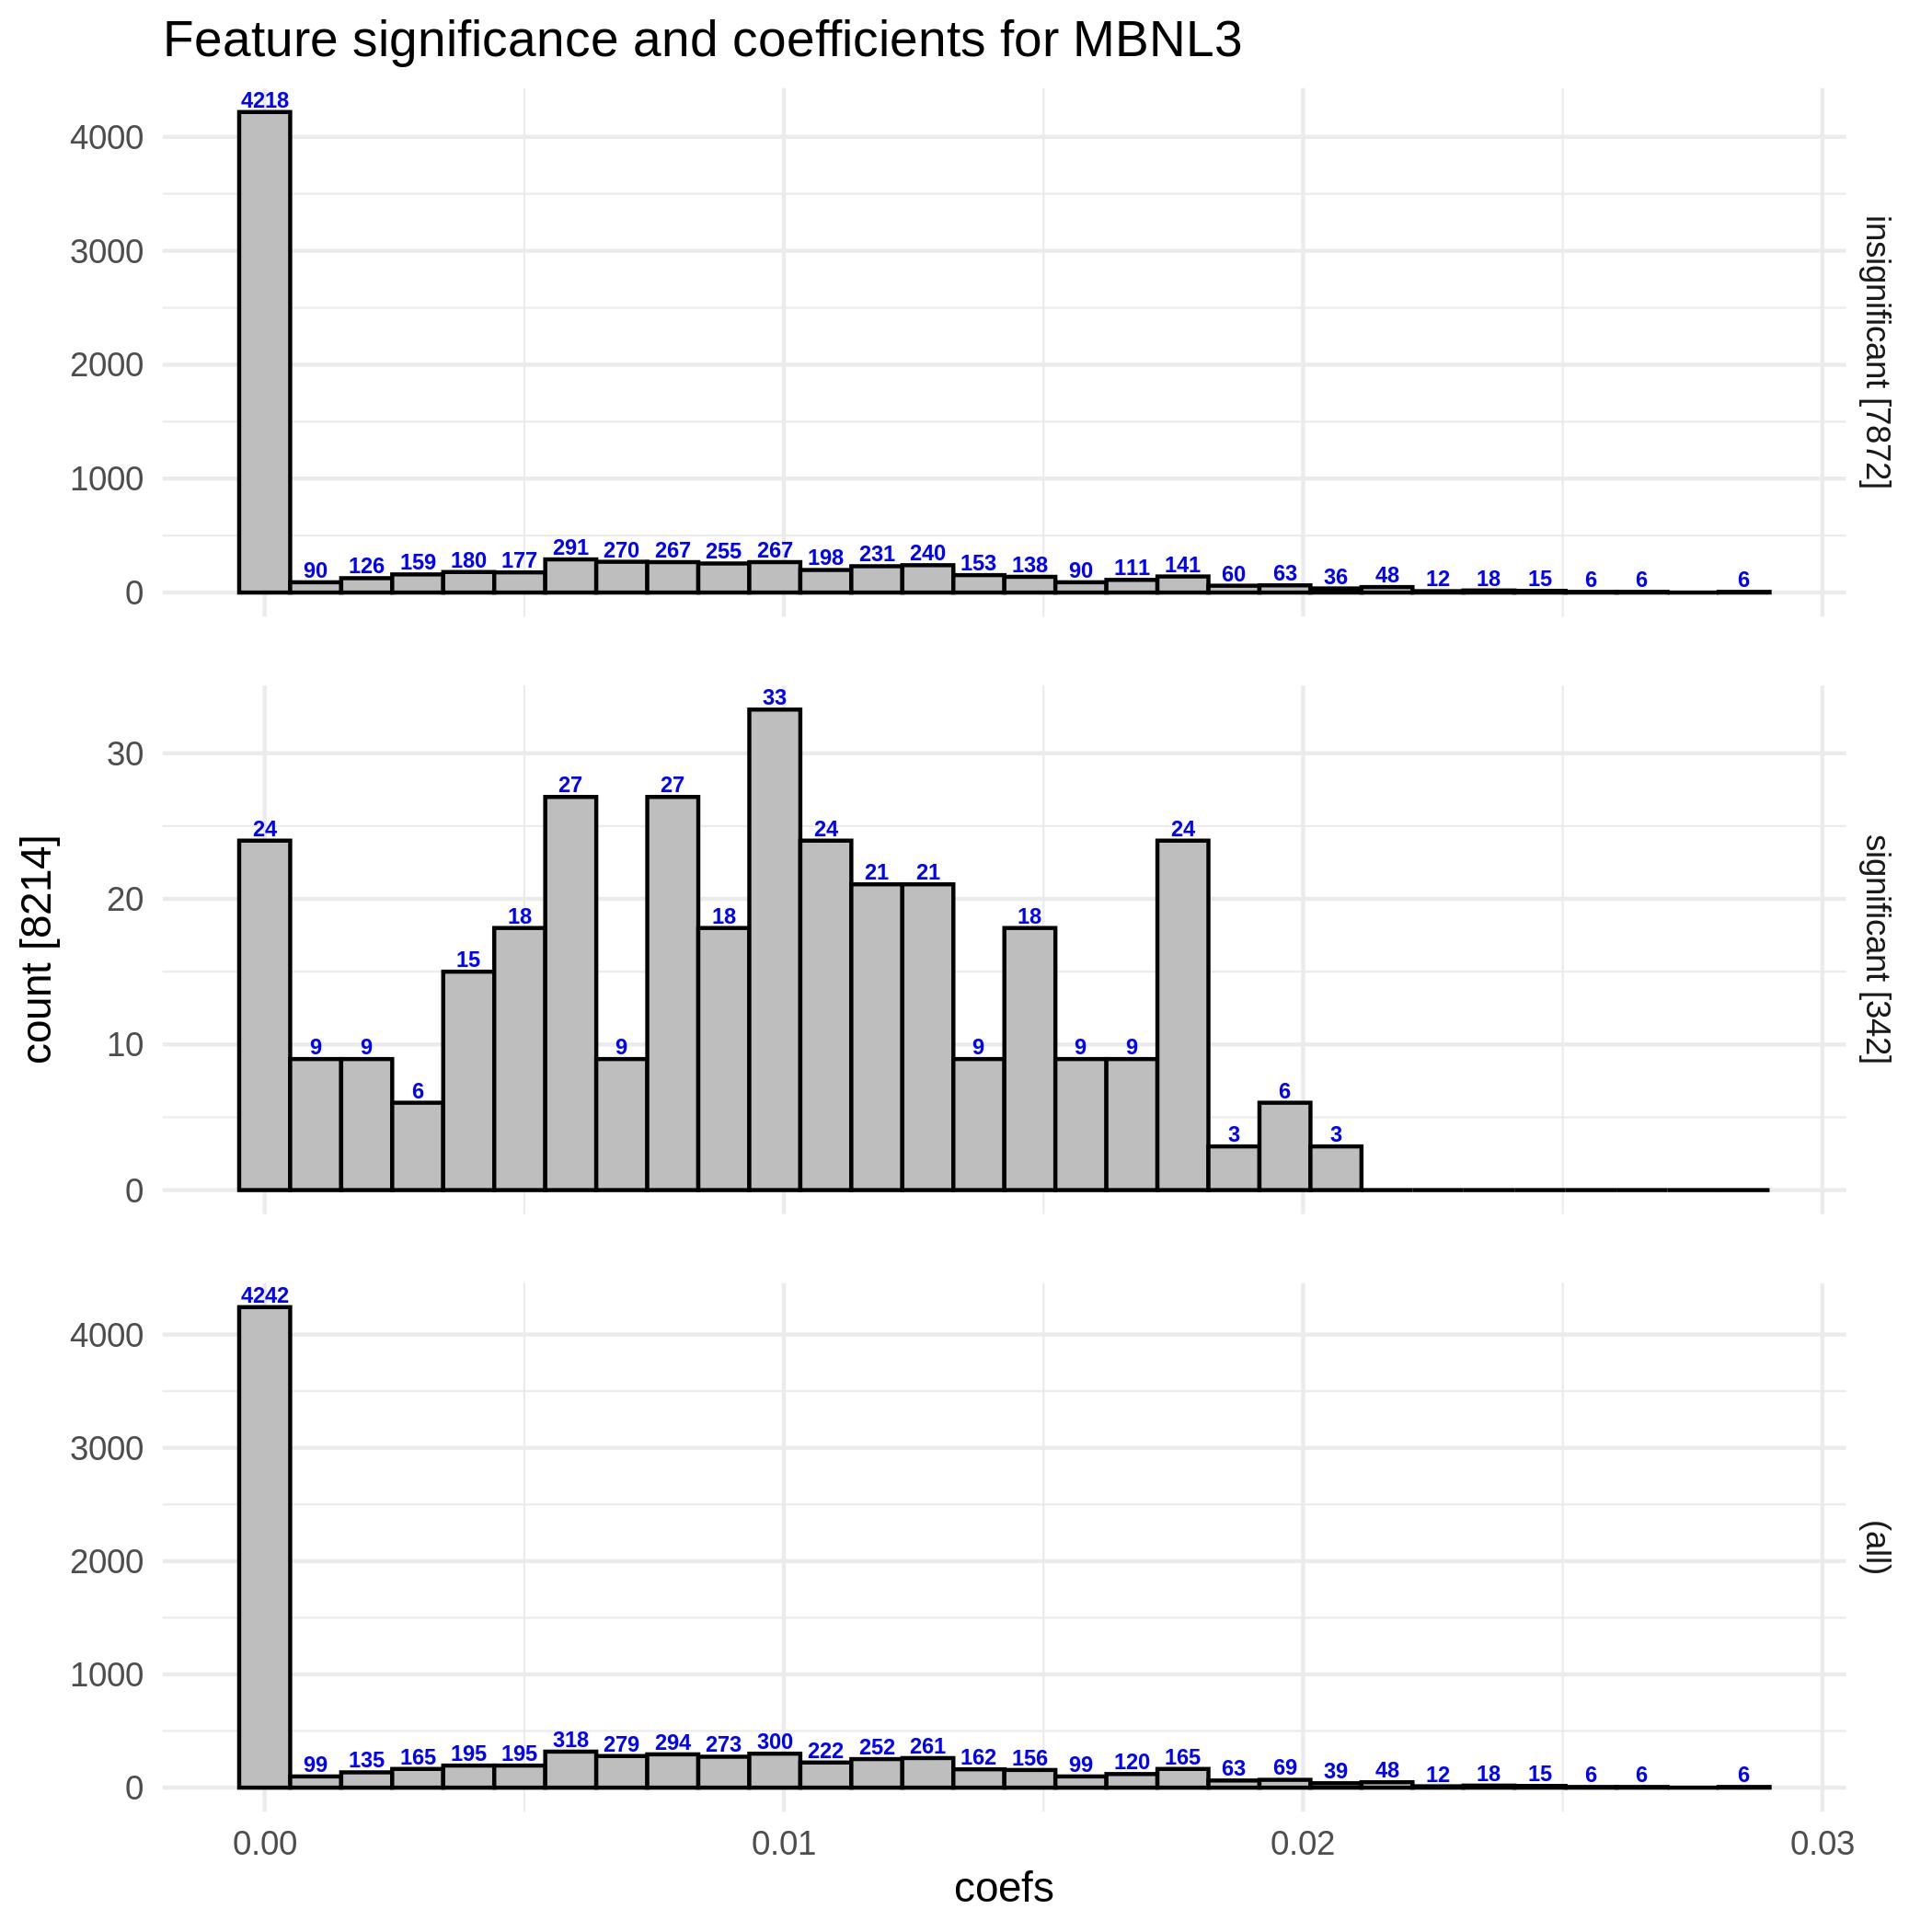 Feature significance and coefficients for MBNL3
4218
4000
3000
2000
1000
0
90 126 159 180 177 291 270 267 255 267 198 231 240 153 138 90 111 141 60 63 36 48 12 18 15 6 6 6
insignificant [7872]
count [8214]
30
20
10
0
24 9 9 6 15 18 27 9 27 18 33 24 21 21 9 18 9 9 24 3 6 3
significant [342]
4242
4000
3000
2000
1000
0
99 135 165 195 195 318 279 294 273 300 222 252 261 162 156 99 120 165 63 69 39 48 12 18 15 6 6 6
(all)
0.00 0.01 0.02 0.03
coefs